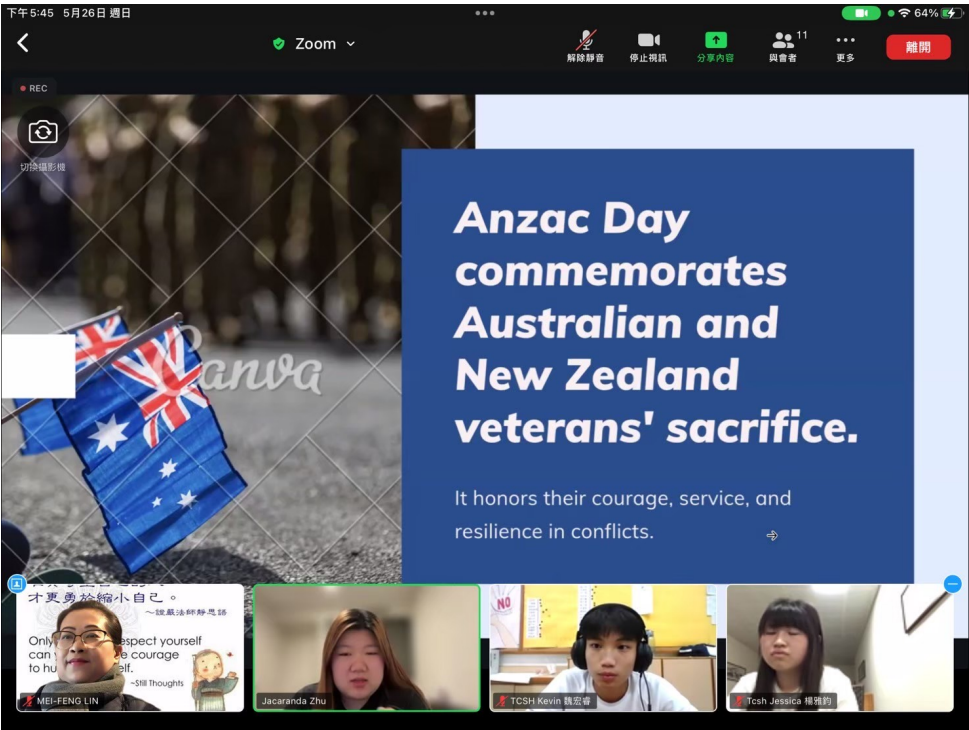 下午5:45 5月26日 週日
64%
Zoom
解除靜音
停止視訊
分享內容
與會者
11
更多
離開
REC
切換攝影機
Canva
Anzac Day
commemorates
Australian and
New Zealand
veterans' sacrifice.
It honors their courage, service, and
resilience in conflicts.
才更勇於縮小自己。
～證嚴法師靜思語
Only espect yourself
can e courage
to elf.
~Still Thoughts
MEI-FENG LIN
Jacaranda Zhu
NO
TCSH Kevin 魏宏睿
Tcsh Jessica 楊雅鈞